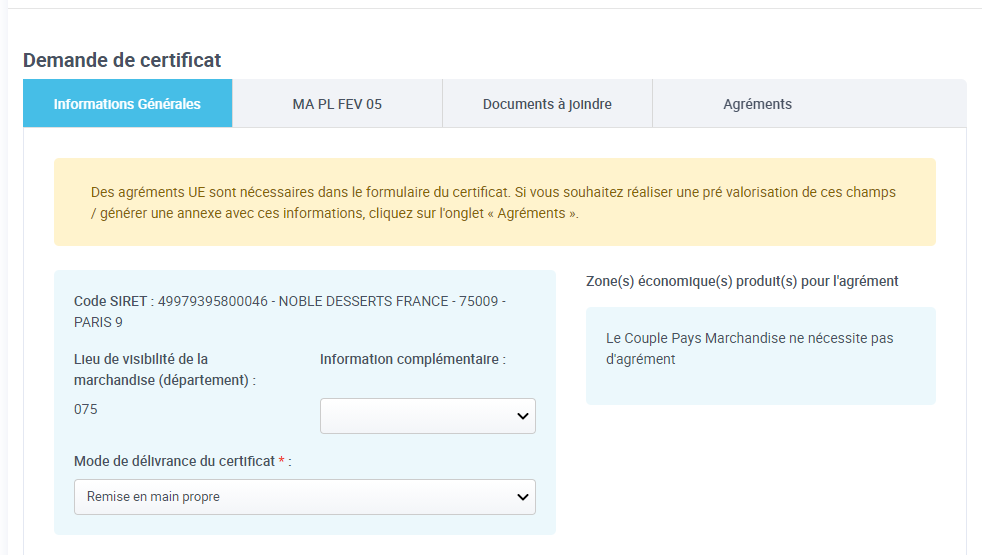 Demande de certificat
Informations Générales
MA PL FEV 05
Documents à joindre
Agréments
Des agréments UE sont nécessaires dans le formulaire du certificat. Si vous souhaitez réaliser une pré valorisation de ces champs
/ générer une annexe avec ces informations, cliquez sur l'onglet « Agréments ».
Code SIRET : 49979395800046 - NOBLE DESSERTS FRANCE - 75009 -
PARIS 9
Lieu de visibilité de la
marchandise (département) :
075
Information complémentaire :
Mode de délivrance du certificat * :
Remise en main propre
Zone(s) économique(s) produit(s) pour l'agrément
Le Couple Pays Marchandise ne nécessite pas
d'agrément